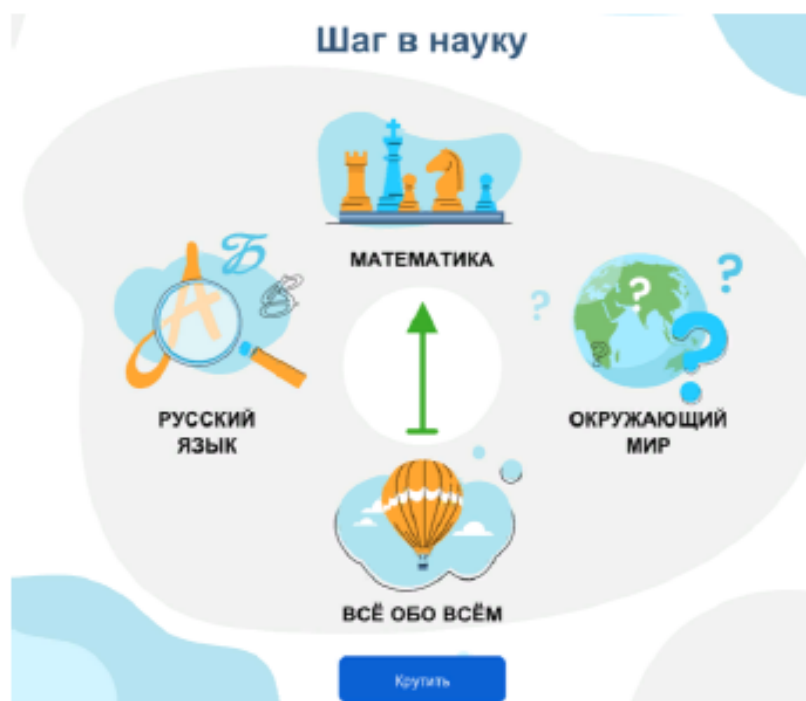 Шаг в науку
МАТЕМАТИКА
А Б
РУССКИЙ
ЯЗЫК
? ? ? ? ?
ОКРУЖАЮЩИЙ
МИР
ВСЁ ОБО ВСЁМ
Крутить